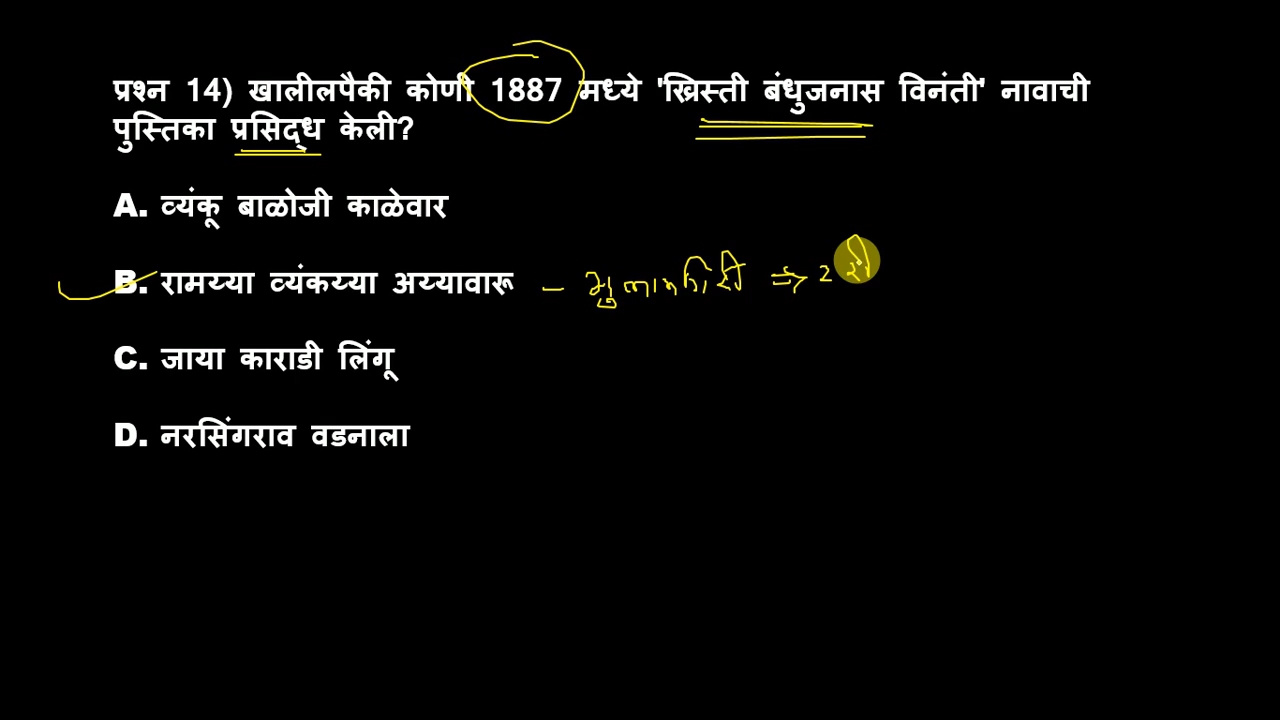 प्रश्न 14) खालीलपैकी कोणी 1887 मध्ये 'ख्रिस्ती बंधुजनास विनंती' नावाची
पुस्तिका प्रसिद्ध केली?
A. व्यंकू बाळोजी काळेवार
B. रामय्या व्यंकय्या अय्यावारू –
C. जाया काराडी लिंगू
D. नरसिंगराव वडनाला